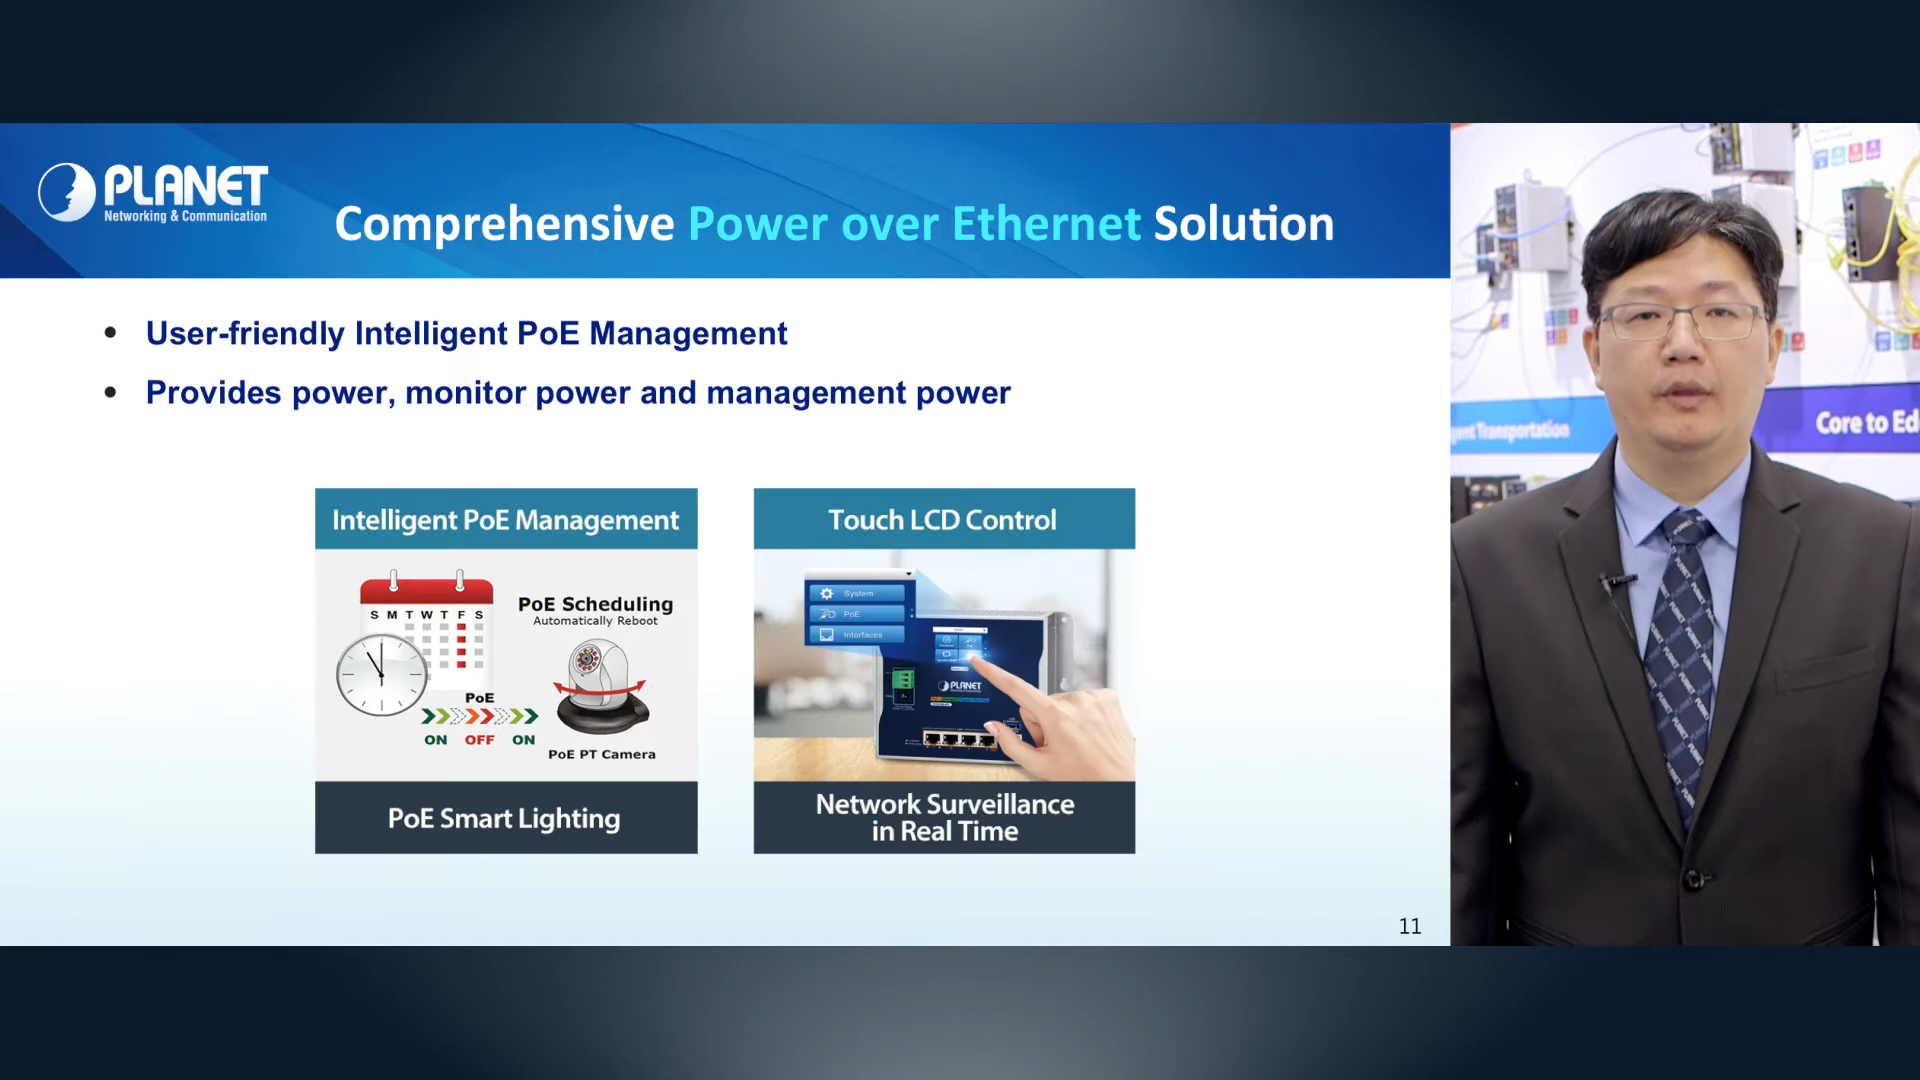 PLANET
Networking & Communication
Comprehensive Power over Ethernet Solution
• User-friendly Intelligent PoE Management
• Provides power, monitor power and management power
Intelligent PoE Management
S M T W T F S
PoE Scheduling
Automatically Reboot
PoE
ON OFF ON
PoE PT Camera
PoE Smart Lighting
Touch LCD Control
System
PoE
Interfaces
PLANET
Network Surveillance
in Real Time
11
gent Transportation
Core to Ed